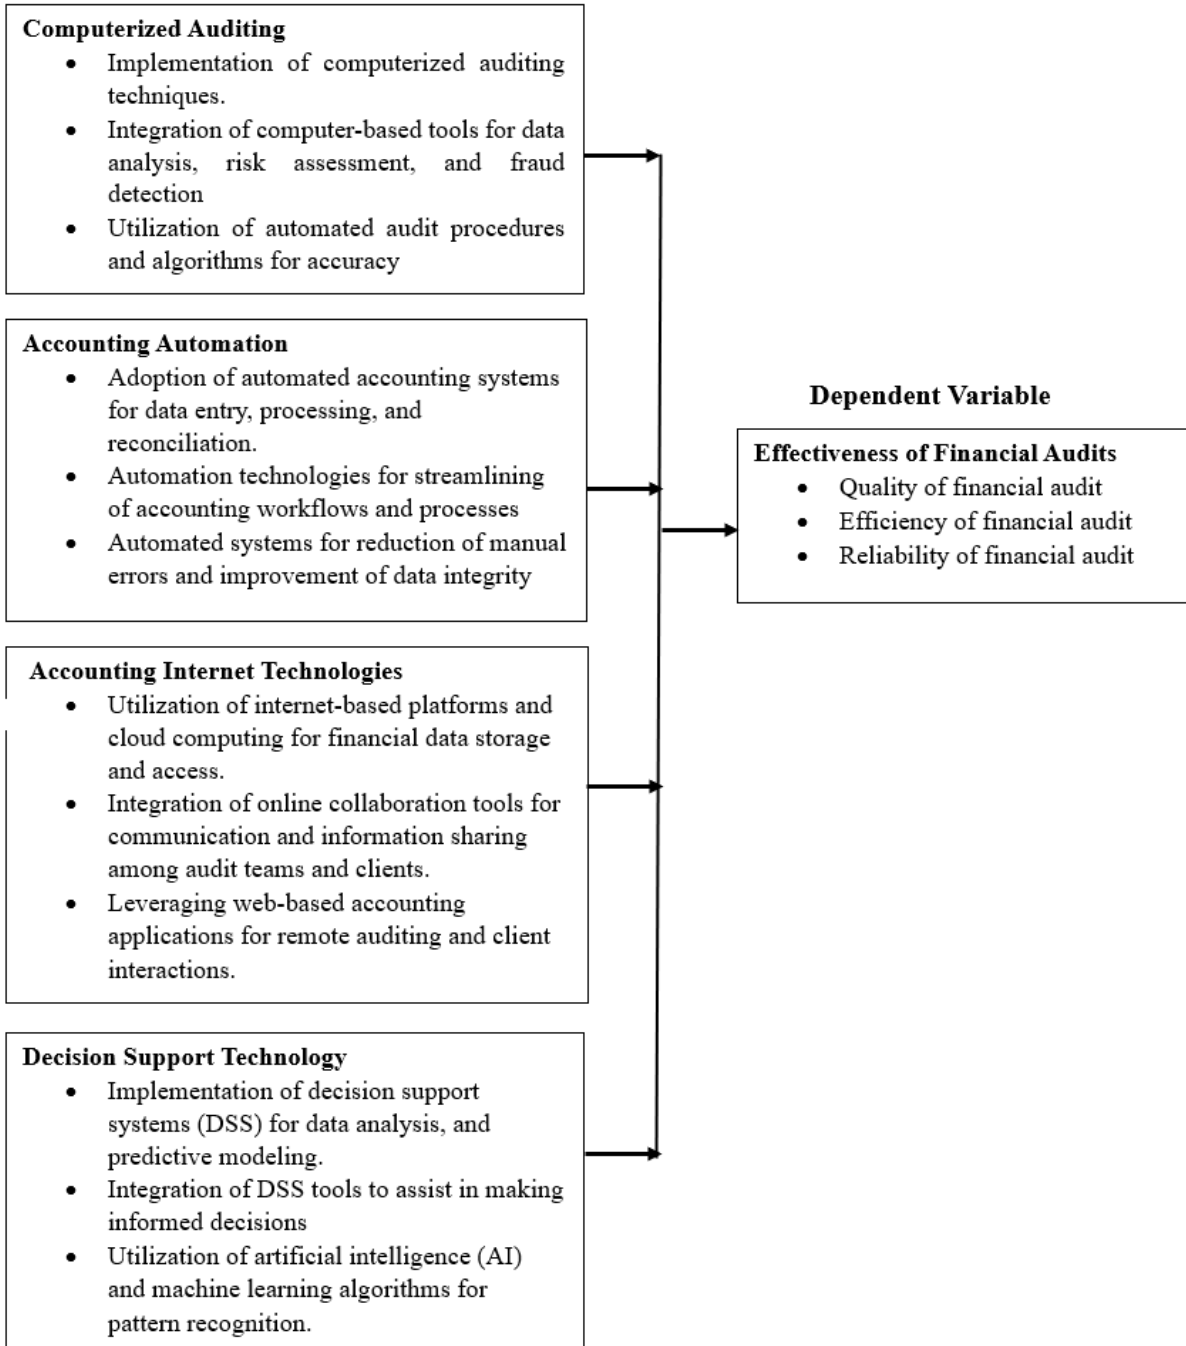 Computerized Auditing
• Implementation of computerized auditing
techniques.
• Integration of computer-based tools for data
analysis, risk assessment, and fraud
detection
• Utilization of automated audit procedures
and algorithms for accuracy
Accounting Automation
• Adoption of automated accounting systems
for data entry, processing, and
reconciliation.
• Automation technologies for streamlining
of accounting workflows and processes
• Automated systems for reduction of manual
errors and improvement of data integrity
Accounting Internet Technologies
• Utilization of internet-based platforms and
cloud computing for financial data storage
and access.
• Integration of online collaboration tools for
communication and information sharing
among audit teams and clients.
• Leveraging web-based accounting
applications for remote auditing and client
interactions.
Decision Support Technology
• Implementation of decision support
systems (DSS) for data analysis, and
predictive modeling.
• Integration of DSS tools to assist in making
informed decisions
• Utilization of artificial intelligence (AI)
and machine learning algorithms for
pattern recognition.
Dependent Variable
Effectiveness of Financial Audits
• Quality of financial audit
• Efficiency of financial audit
• Reliability of financial audit